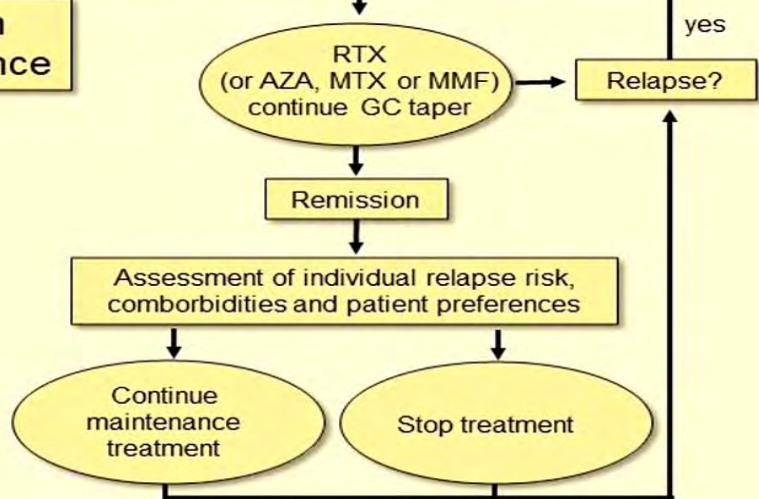 nce
yes
RTX
(or AZA, MTX or MMF)
continue GC taper
Relapse?
Remission
Assessment of individual relapse risk,
comborbidities and patient preferences
Continue
maintenance
treatment
Stop treatment